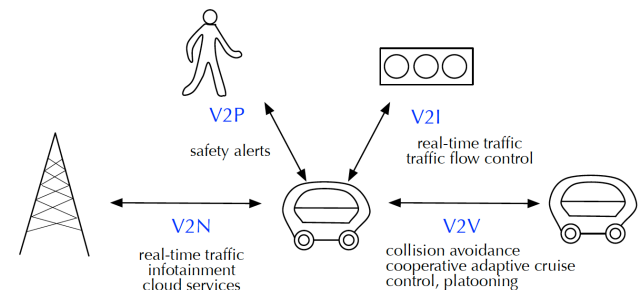 V2P
safety alerts
V2I
real-time traffic
traffic flow control
V2N
real-time traffic
infotainment
cloud services
V2V
collision avoidance
cooperative adaptive cruise
control, platooning